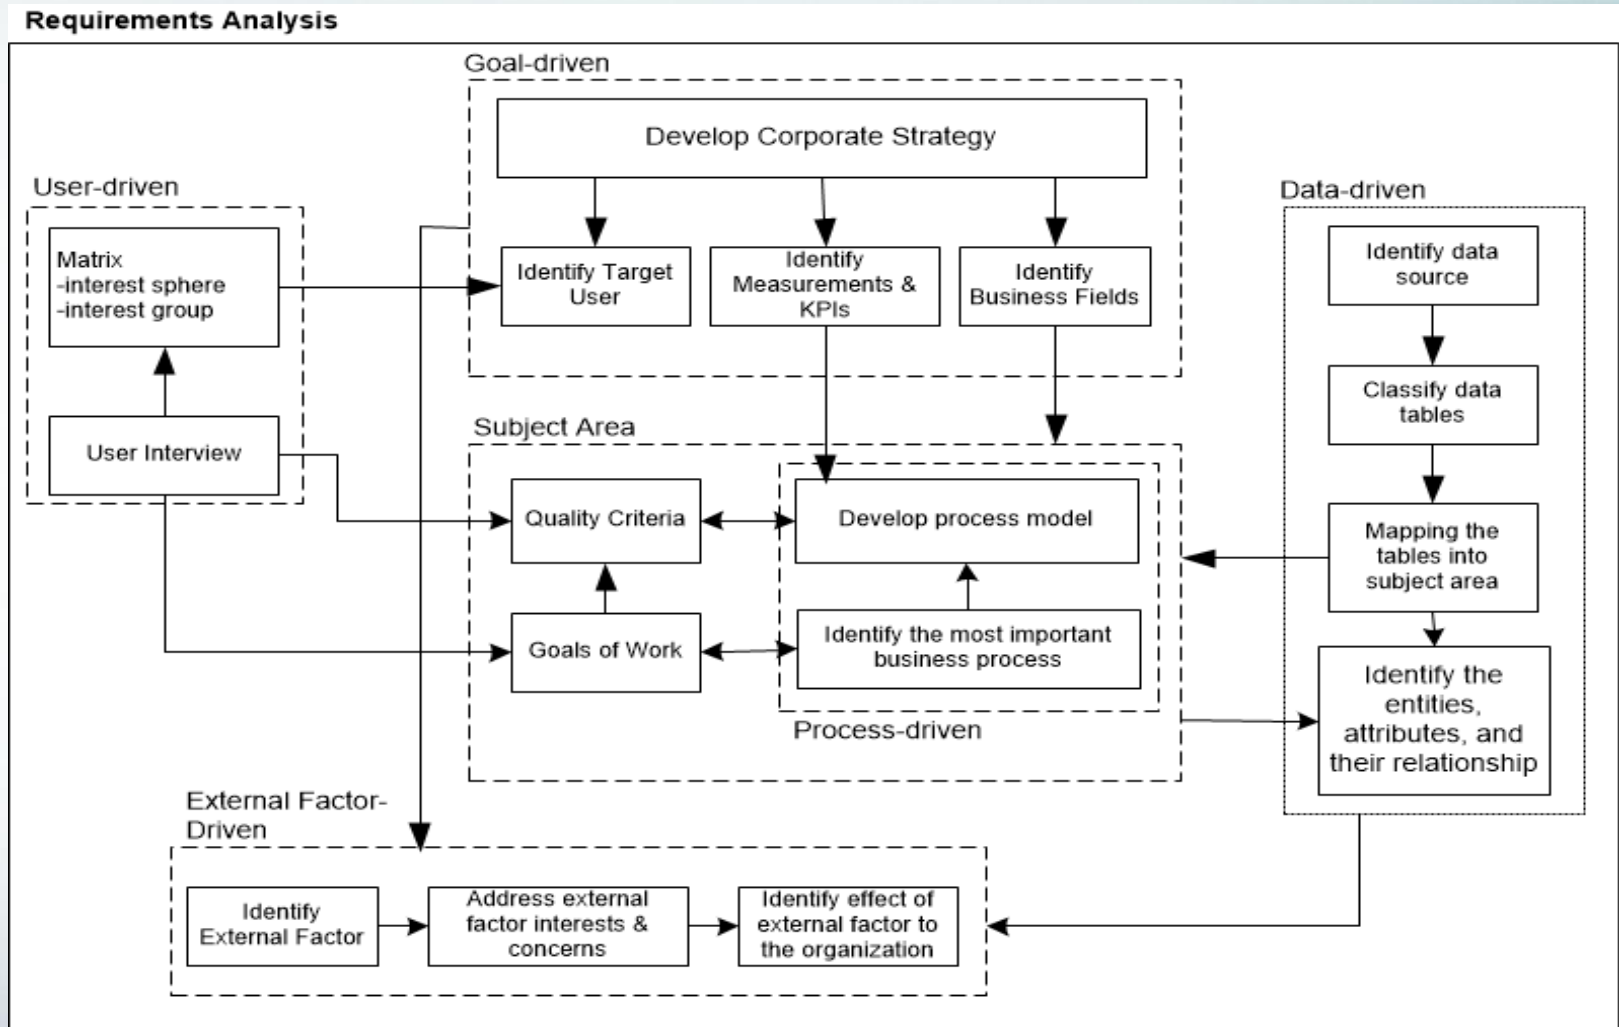 Requirements Analysis
Goal-driven
Develop Corporate Strategy
User-driven
Data-driven
Matrix
-interest sphere
-interest group
Identify Target
User
Identify
Measurements &
KPIs
Identify
Business Fields
Identify data
source
Classify data
tables
User Interview
Subject Area
Quality Criteria
Develop process model
Mapping the
tables into
subject area
Goals of Work
Identify the most important
business process
Identify the
entities,
attributes, and
their relationship
Process-driven
External Factor-
Driven
Identify
External Factor
Address external
factor interests &
concerns
Identify effect of
external factor to
the organization